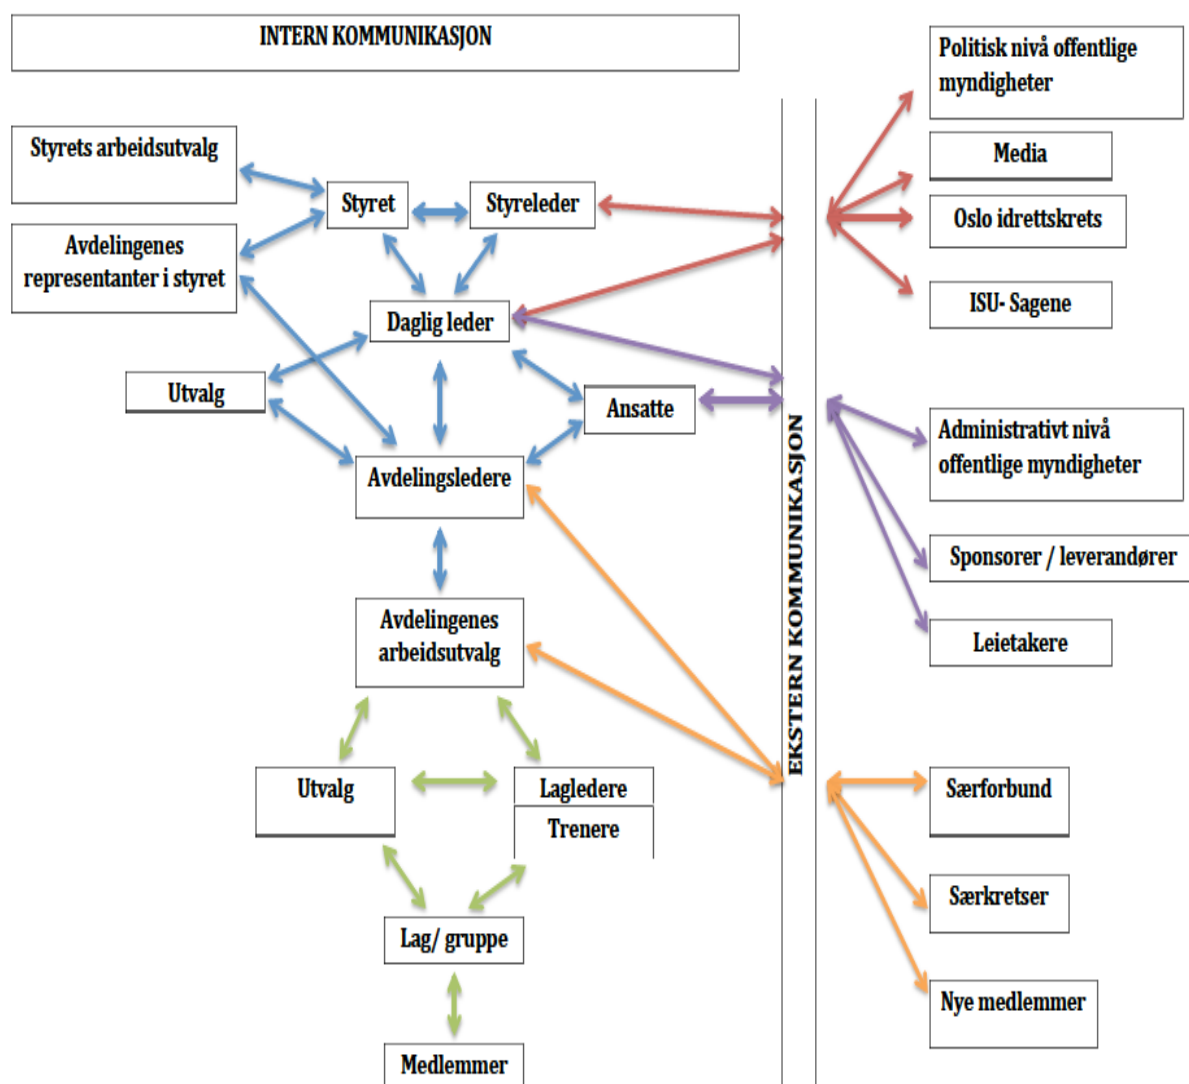 INTERN KOMMUNIKASJON
Styrets arbeidsutvalg
Styret
Styreleder
Avdelingenes
representanter i styret
Daglig leder
Utvalg
Ansatte
Avdelingsledere
Avdelingenes
arbeidsutvalg
Utvalg
Lagledere
Trenere
Lag/ gruppe
Medlemmer
EKSTERN KOMMUNIKASJON
Politisk nivå offentlige
myndigheter
Media
Oslo idrettskrets
ISU- Sagene
Administrativt nivå
offentlige myndigheter
Sponsorer / leverandører
Leietakere
Særforbund
Særkretser
Nye medlemmer